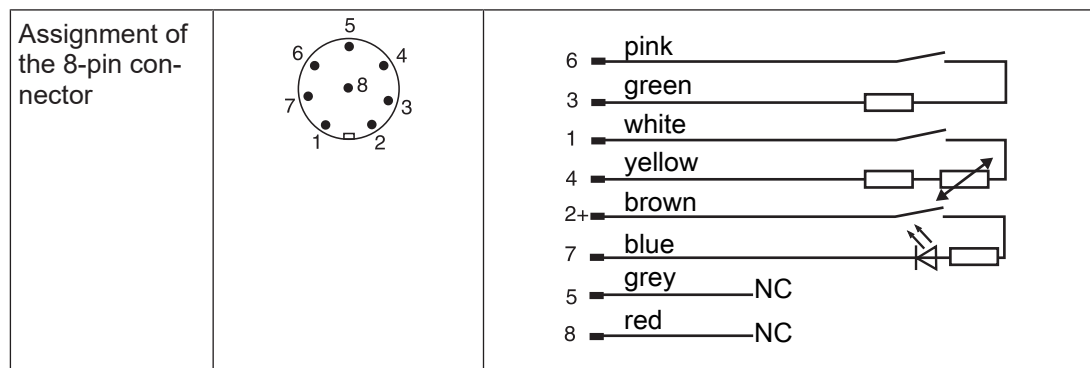 Assignment of
the 8-pin con-
nector
5
6
4
8
7
3
1
2
6 pink
3 green
1 white
4 yellow
2+ brown
7 blue
5 grey NC
8 red NC